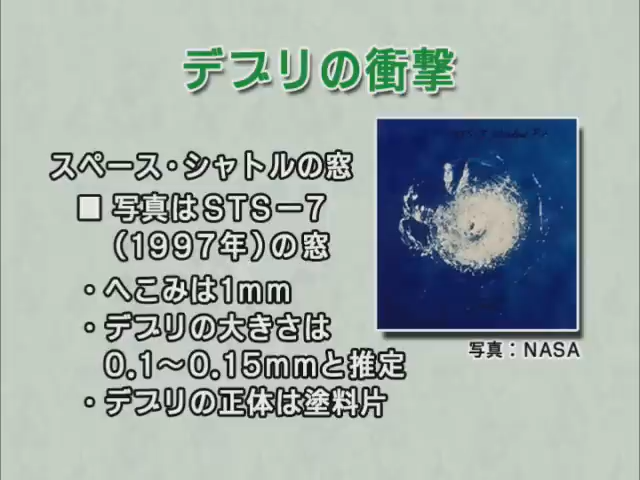 デブリの衝撃
スペース・シャトルの窓
■ 写真はSTS－7
（1997年）の窓
・へこみは1mm
・デブリの大きさは
0.1～0.15mmと推定
・デブリの正体は塗料片
写真：NASA